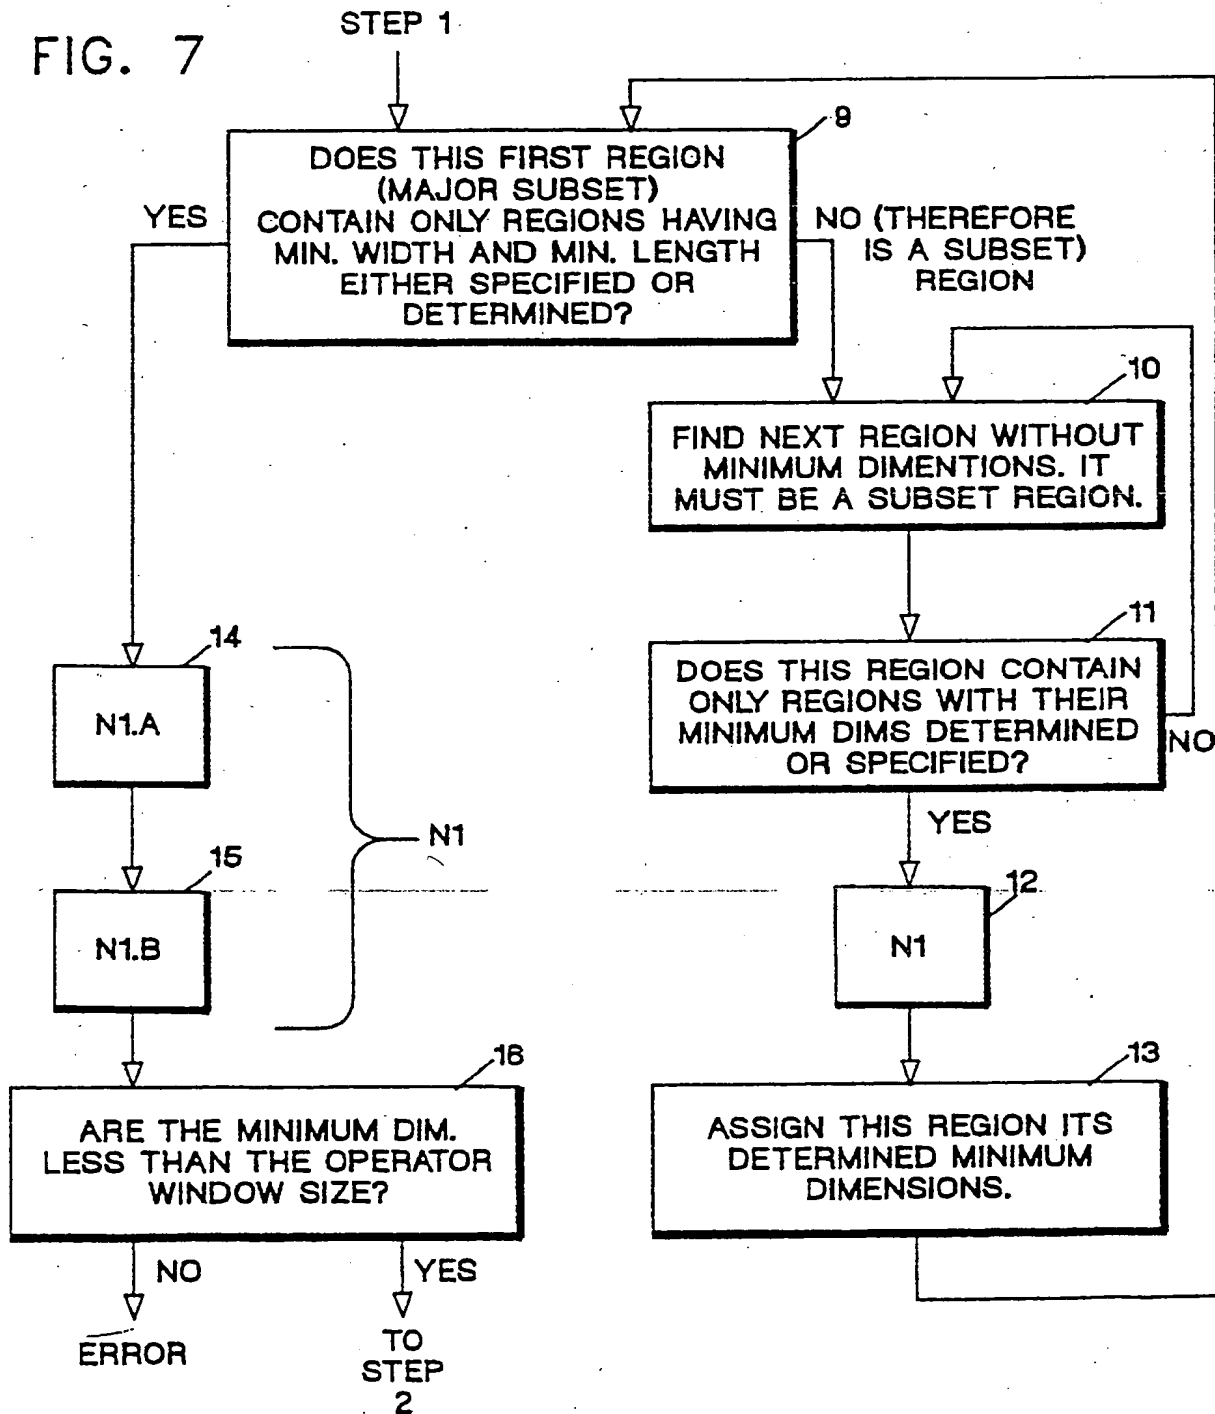 FIG. 7
STEP 1
9
DOES THIS FIRST REGION
(MAJOR SUBSET)
CONTAIN ONLY REGIONS HAVING
MIN. WIDTH AND MIN. LENGTH
EITHER SPECIFIED OR
DETERMINED?
YES
NO (THEREFORE
IS A SUBSET)
REGION
10
FIND NEXT REGION WITHOUT
MINIMUM DIMENTIONS. IT
MUST BE A SUBSET REGION.
11
DOES THIS REGION CONTAIN
ONLY REGIONS WITH THEIR
MINIMUM DIMS DETERMINED
OR SPECIFIED?
NO
YES
14
N1.A
N1
15
N1.B
12
N1
16
ARE THE MINIMUM DIM.
LESS THAN THE OPERATOR
WINDOW SIZE?
13
ASSIGN THIS REGION ITS
DETERMINED MINIMUM
DIMENSIONS.
NO
YES
ERROR
TO
STEP
2